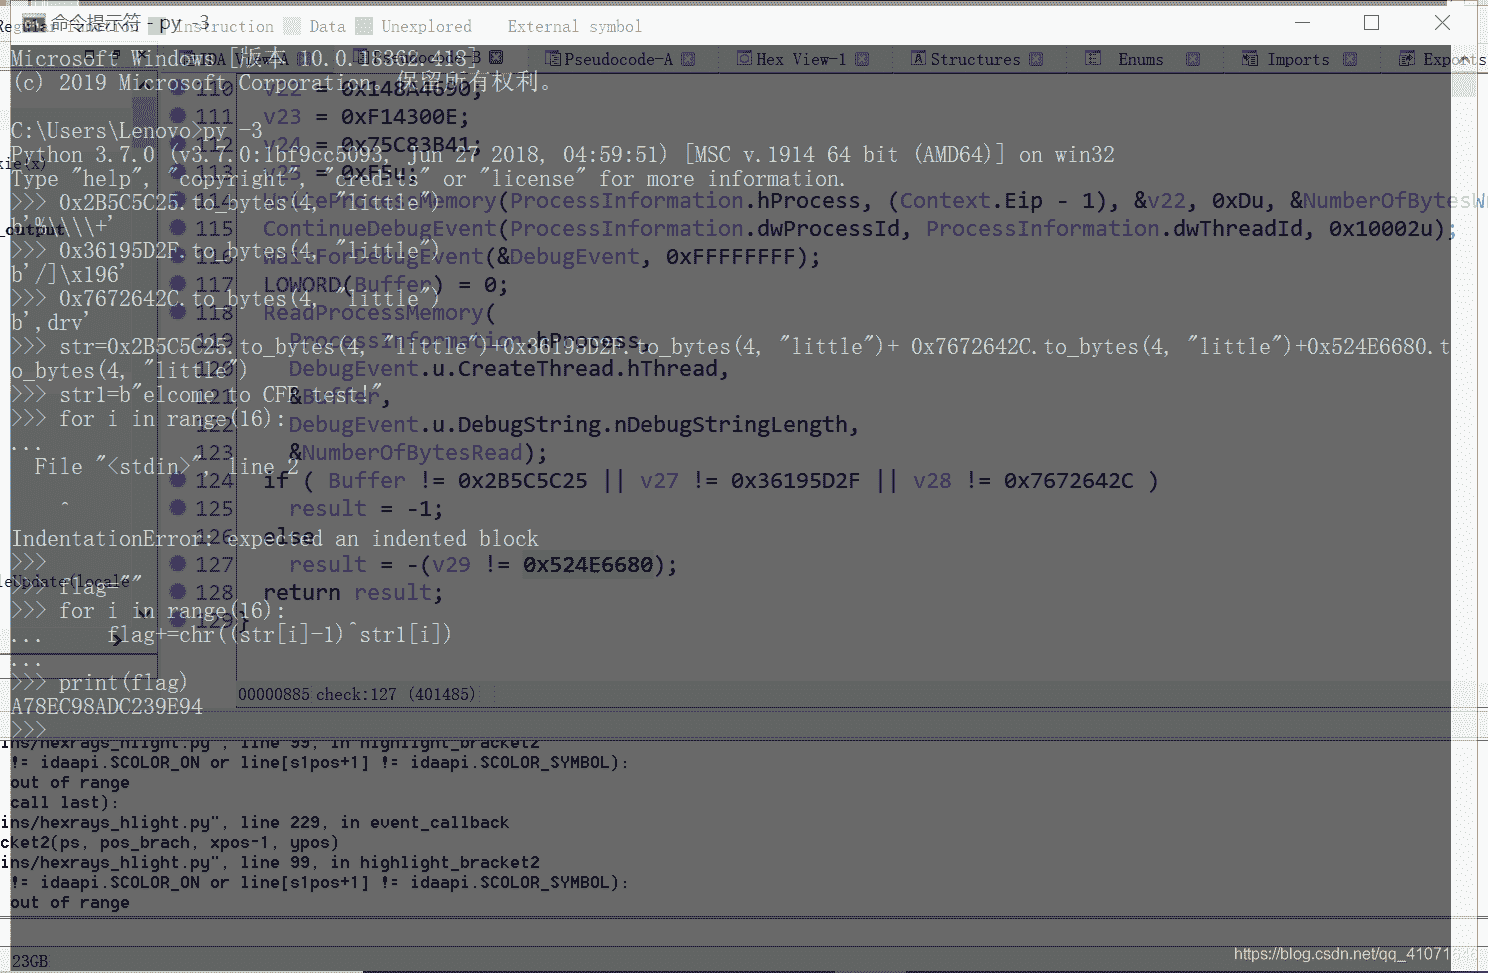 命令提示符 - py -3
Regular function Instruction Data Unexplored External symbol
Microsoft Windows [版本 10.0.18362.418]
IDA View-A Pseudocode-B Pseudocode-A Hex View-1 Structures Enums Imports Exports
(c) 2019 Microsoft Corporation。保留所有权利。
110 v22 = 0x148A4690;
111 v23 = 0xF14300E;
C:\Users\Lenovo>py -3
112 v24 = 0x75C83B41;
Python 3.7.0 (v3.7.0:1bf9cc5093, Jun 27 2018, 04:59:51) [MSC v.1914 64 bit (AMD64)] on win32
113 v25 = 0xF5u;
Type "help", "copyright", "credits" or "license" for more information.
>>> 0x2B5C5C25.to_bytes(4, "little")
114 WriteProcessMemory(ProcessInformation.hProcess, (Context.Eip - 1), &v22, 0xDu, &NumberOfBytesWr
b'%\\\\+'
_output
115 ContinueDebugEvent(ProcessInformation.dwProcessId, ProcessInformation.dwThreadId, 0x10002u);
>>> 0x36195D2F.to_bytes(4, "little")
116 WaitForDebugEvent(&DebugEvent, 0xFFFFFFFF);
b'/]\x196'
117 LOWORD(Buffer) = 0;
>>> 0x7672642C.to_bytes(4, "little")
118 ReadProcessMemory(
b',drv'
119 ProcessInformation.hProcess,
>>> str=0x2B5C5C25.to_bytes(4, "little")+0x36195D2F.to_bytes(4, "little")+ 0x7672642C.to_bytes(4, "little")+0x524E6680.t
o_bytes(4, "little")
120 DebugEvent.u.CreateThread.hThread,
>>> str1=b"elcome to CFF test!"
121 &Buffer,
>>> for i in range(16):
122 DebugEvent.u.DebugString.nDebugStringLength,
...
123 &NumberOfBytesRead);
File "<stdin>", line 2
124 if ( Buffer != 0x2B5C5C25 || v27 != 0x36195D2F || v28 != 0x7672642C )
^
125 result = -1;
IndentationError: expected an indented block
126 else
>>>
127 result = -(v29 != 0x524E6680);
>>> flag=""
128 return result;
>>> for i in range(16):
129 }
... flag+=chr((str[i]-1)^str1[i])
...
>>> print(flag)
00000885 check:127 (401485)
A78EC98ADC239E94
>>>
ins/hexrays_hlight.py", line 99, in highlight_bracket2
!= idaapi.SCOLOR_ON or line[s1pos+1] != idaapi.SCOLOR_SYMBOL):
out of range
call last):
ins/hexrays_hlight.py", line 229, in event_callback
cket2(ps, pos_brach, xpos-1, ypos)
ins/hexrays_hlight.py", line 99, in highlight_bracket2
!= idaapi.SCOLOR_ON or line[s1pos+1] != idaapi.SCOLOR_SYMBOL):
out of range
23GB
https://blog.csdn.net/qq_41071